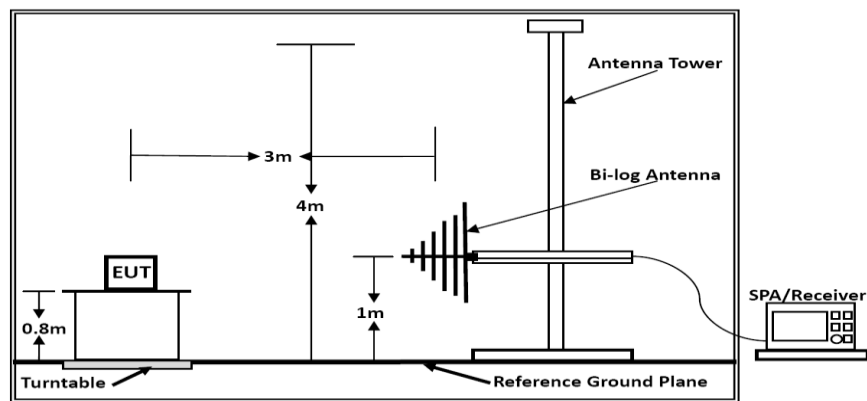 Antenna Tower
3m
Bi-log Antenna
4m
EUT
SPA/Receiver
0.8m
1m
Turntable
Reference Ground Plane